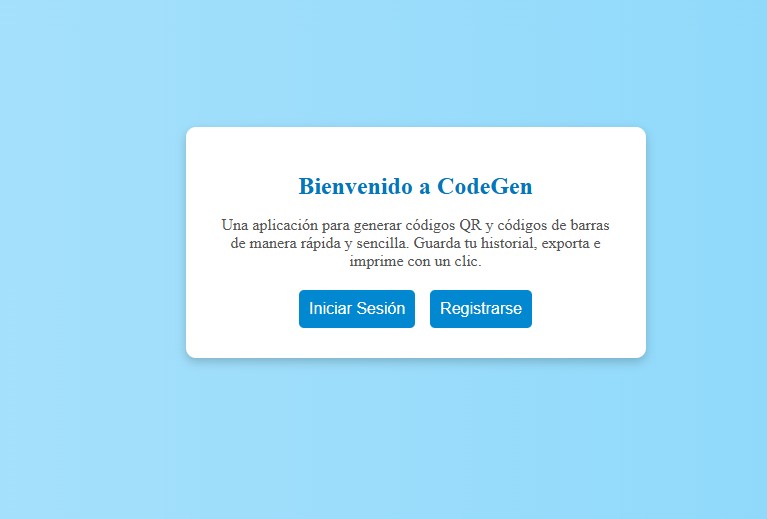 Bienvenido a CodeGen
Una aplicación para generar códigos QR y códigos de barras
de manera rápida y sencilla. Guarda tu historial, exporta e
imprime con un clic.
Iniciar Sesión Registrarse